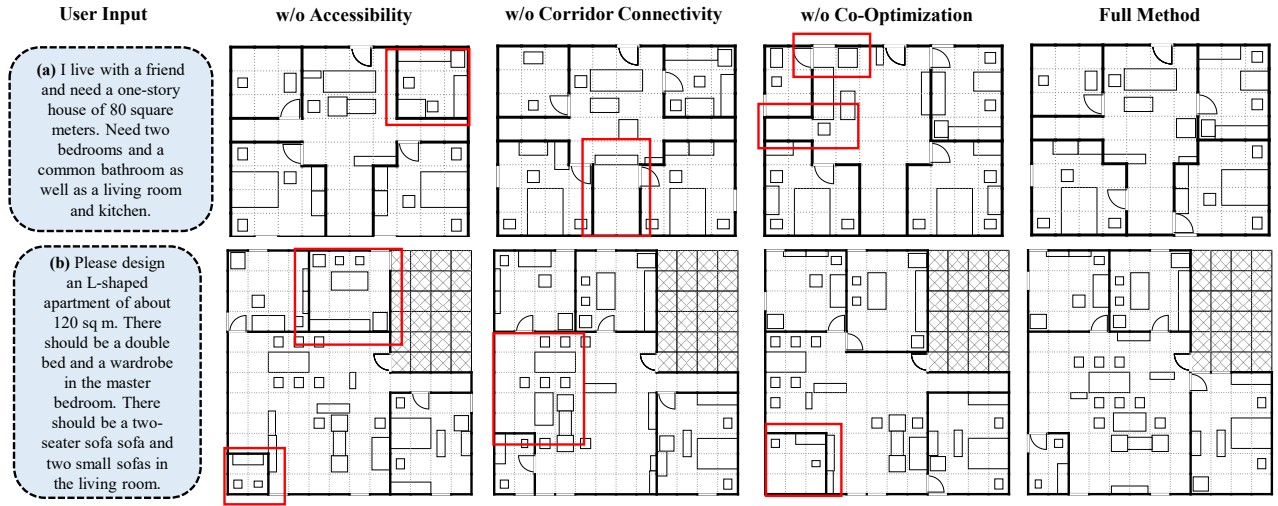 User Input
w/o Accessibility
w/o Corridor Connectivity
w/o Co-Optimization
Full Method
(a) I live with a friend
and need a one-story
house of 80 square
meters. Need two
bedrooms and a
common bathroom as
well as a living room
and kitchen.
(b) Please design
an L-shaped
apartment of about
120 sq m. There
should be a double
bed and a wardrobe
in the master
bedroom. There
should be a two-
seater sofa sofa and
two small sofas in
the living room.